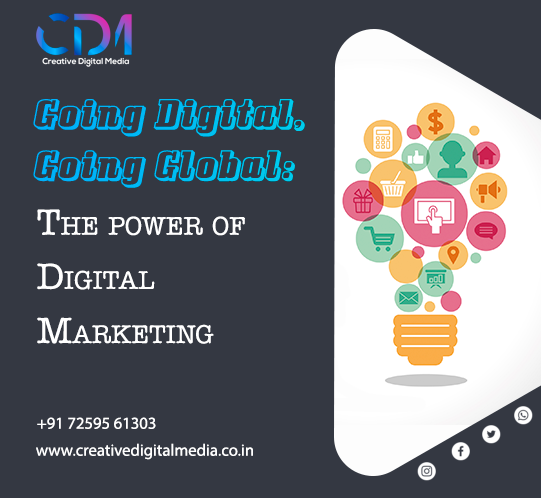 CDM
Creative Digital Media
Going Digital,
Going Global:
The power of
Digital
Marketing
+91 72595 61303
www.creativedigitalmedia.co.in
$